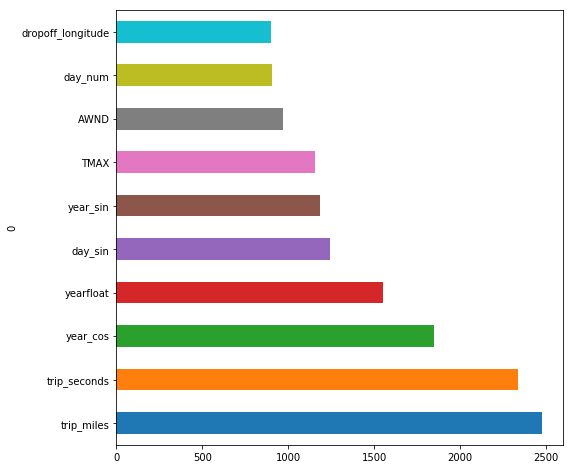 dropoff_longitude
day_num
AWND
TMAX
year_sin
day_sin
yearfloat
year_cos
trip_seconds
trip_miles
0
0 500 1000 1500 2000 2500